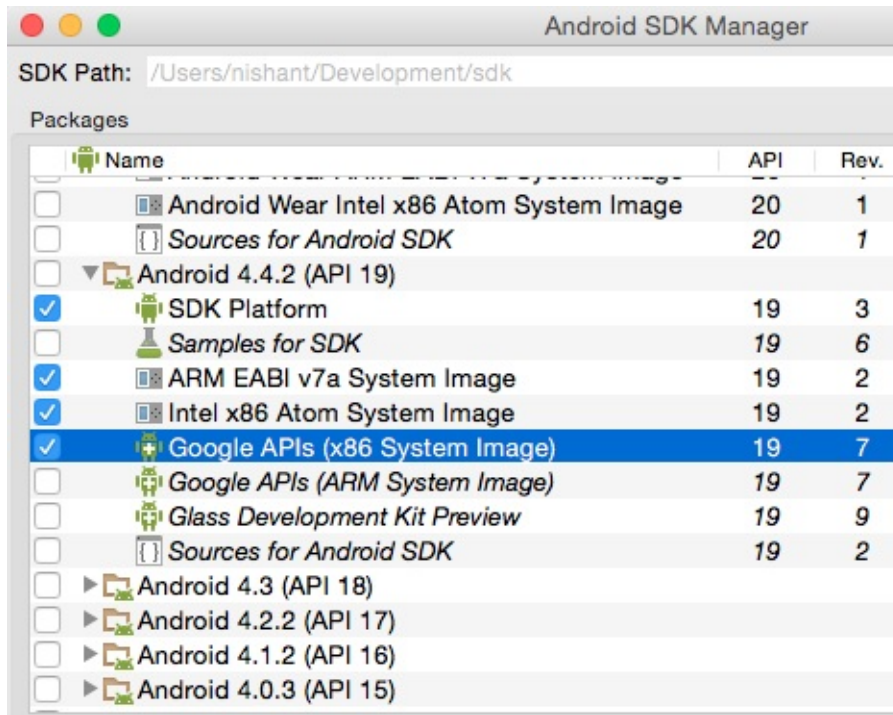 Android SDK Manager
SDK Path: /Users/nishant/Development/sdk
Packages
Name API Rev.
Android Wear Intel x86 Atom System Image 20 1
{} Sources for Android SDK 20 1
Android 4.4.2 (API 19)
SDK Platform 19 3
Samples for SDK 19 6
ARM EABI v7a System Image 19 2
Intel x86 Atom System Image 19 2
Google APIs (x86 System Image) 19 7
Google APIs (ARM System Image) 19 7
Glass Development Kit Preview 19 9
{} Sources for Android SDK 19 2
Android 4.3 (API 18)
Android 4.2.2 (API 17)
Android 4.1.2 (API 16)
Android 4.0.3 (API 15)